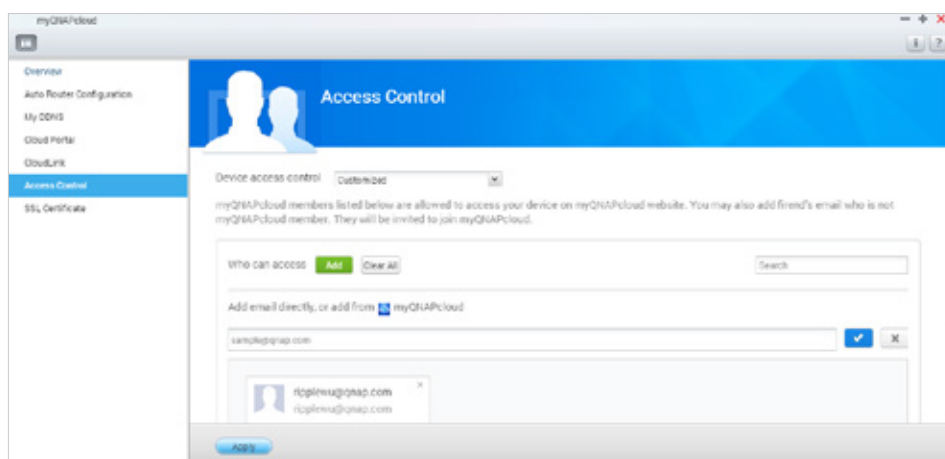 myQNAPcloud
Overview
Auto Router Configuration
My DDNS
Cloud Portal
CloudLink
Access Control
SSL Certificate
Access Control
Device access control Customized
myQNAPcloud members listed below are allowed to access your device on myQNAPcloud website. You may also add firend's email who is not
myQNAPcloud member. They will be invited to join myQNAPcloud.
Who can access Add Clear All Search
Add email directly, or add from myQNAPcloud
sample@qnap.com
ripplewu@qnap.com
ripplewu@qnap.com
Apply